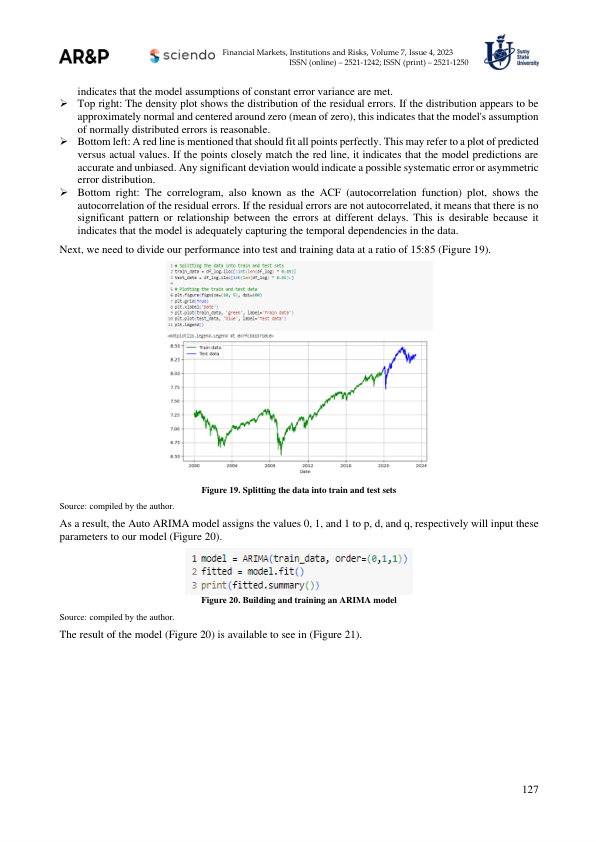 AR&P
sciendo
Financial Markets, Institutions and Risks, Volume 7, Issue 4, 2023
ISSN (online) – 2521-1242; ISSN (print) – 2521-1250
Sumy
State
University
indicates that the model assumptions of constant error variance are met.
➢ Top right: The density plot shows the distribution of the residual errors. If the distribution appears to be
approximately normal and centered around zero (mean of zero), this indicates that the model's assumption
of normally distributed errors is reasonable.
➢ Bottom left: A red line is mentioned that should fit all points perfectly. This may refer to a plot of predicted
versus actual values. If the points closely match the red line, it indicates that the model predictions are
accurate and unbiased. Any significant deviation would indicate a possible systematic error or asymmetric
error distribution.
➢ Bottom right: The correlogram, also known as the ACF (autocorrelation function) plot, shows the
autocorrelation of the residual errors. If the residual errors are not autocorrelated, it means that there is no
significant pattern or relationship between the errors at different delays. This is desirable because it
indicates that the model is adequately capturing the temporal dependencies in the data.
Next, we need to divide our performance into test and training data at a ratio of 15:85 (Figure 19).
1 # Splitting the data into train and test sets
2 train_data = df_log.iloc[:int(len(df_log) * 0.85)]
3 test_data = df_log.iloc[int(len(df_log) * 0.85):]
4
5 # Plotting the train and test data
6 plt.figure(figsize=(10, 5), dpi=100)
7 plt.grid(True)
8 plt.xlabel('Date')
9 plt.plot(train_data, 'green', label='Train data')
10 plt.plot(test_data, 'blue', label='Test data')
11 plt.legend()
<matplotlib.legend.Legend at
Train data
Test data
8.50
8.25
8.00
7.75
7.50
7.25
7.00
6.75
6.50
2000 2004 2008 2012 2016 2020 2024
Date
Figure 19. Splitting the data into train and test sets
Source: compiled by the author.
As a result, the Auto ARIMA model assigns the values 0, 1, and 1 to p, d, and q, respectively will input these
parameters to our model (Figure 20).
1 model = ARIMA(train_data, order=(0,1,1))
2 fitted = model.fit()
3 print(fitted.summary())
Figure 20. Building and training an ARIMA model
Source: compiled by the author.
The result of the model (Figure 20) is available to see in (Figure 21).
127